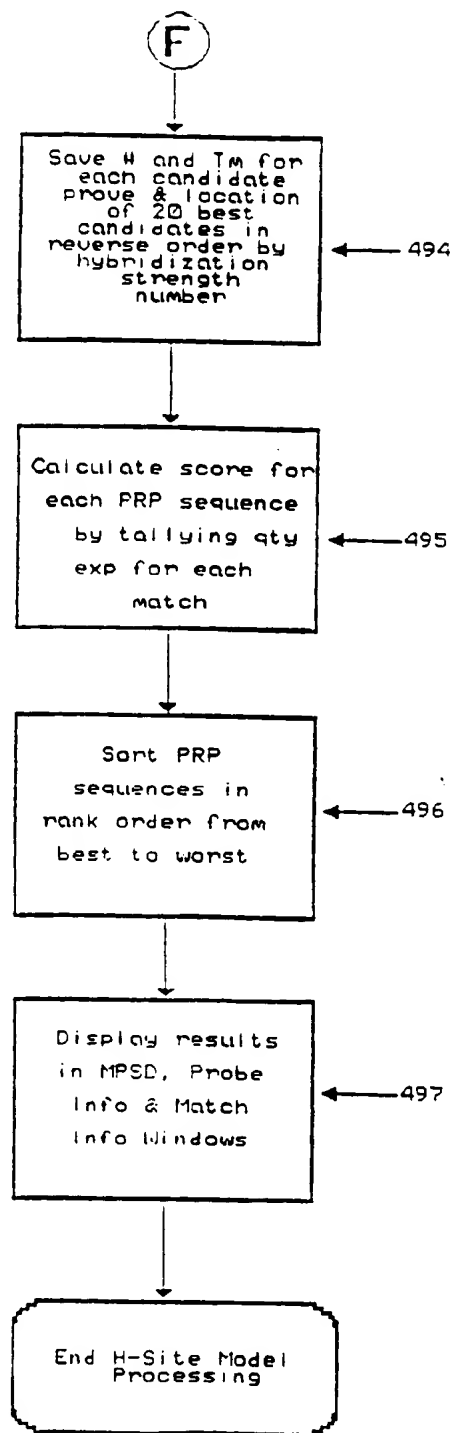 F
Save H and Tm for
each candidate
prove & location
of 20 best
candidates in
reverse order by
hybridization
strength
number
494
Calculate score for
each PRP sequence
by tallying qty
exp for each
match
495
Sort PRP
sequences in
rank order from
best to worst
496
Display results
in MPSD, Probe
Info & Match
Info Windows
497
End H-Site Model
Processing